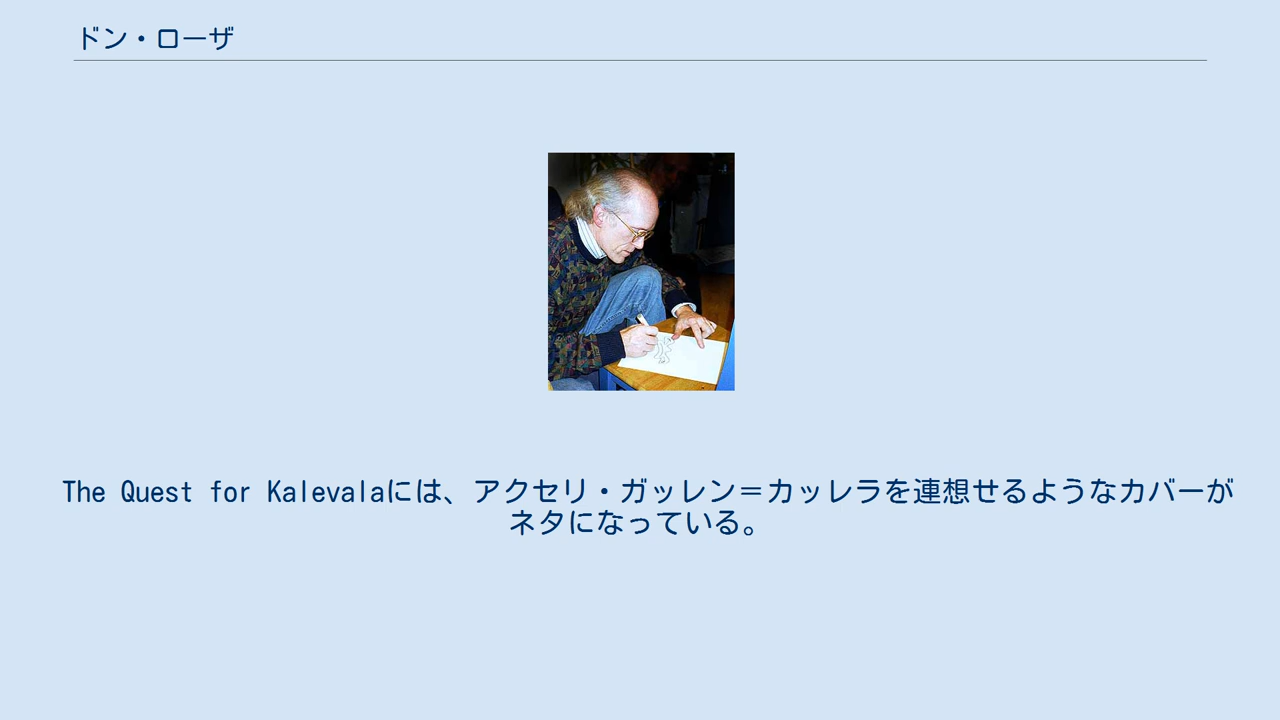 ドン・ローザ
The Quest for Kalevalaには、アクセリ・ガッレン＝カッレラを連想せるようなカバーが
ネタになっている。